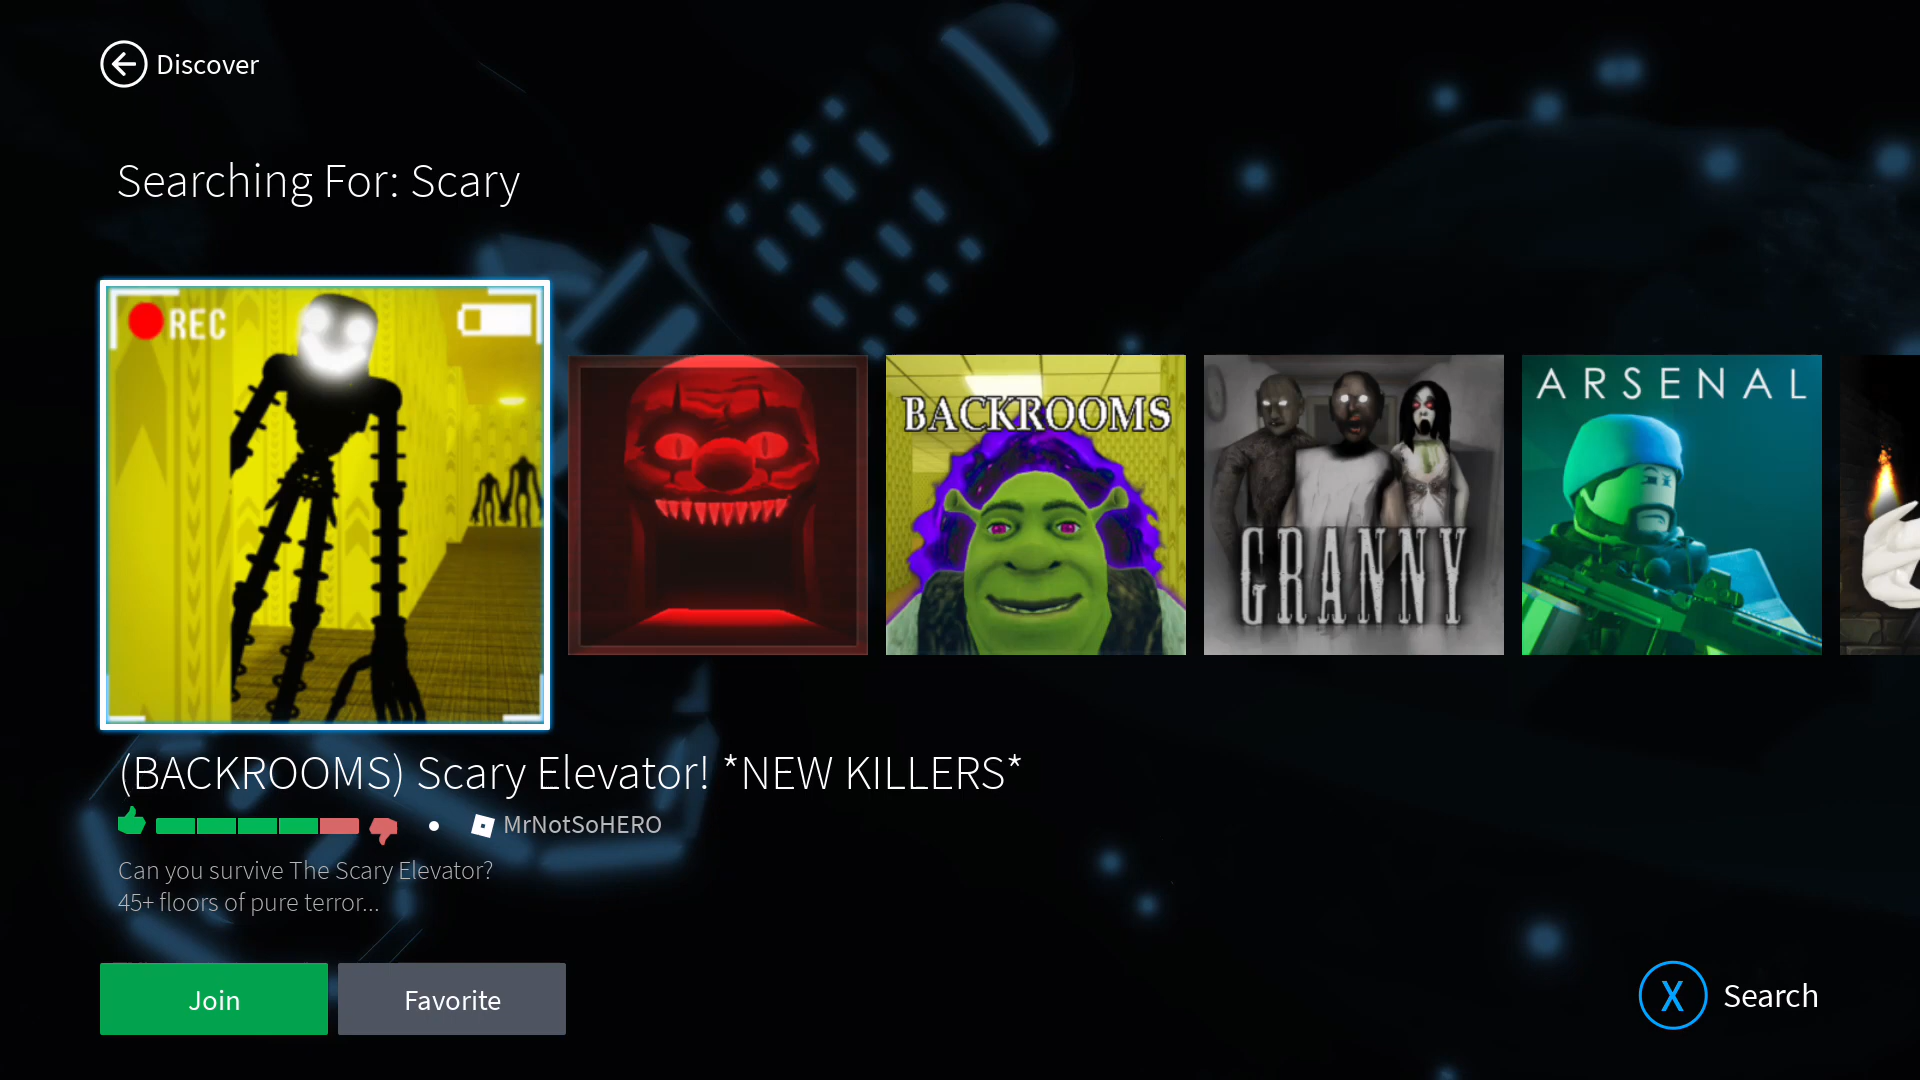 Discover
Searching For: Scary
REC
BACKROOMS
GRANNY
ARSENAL
(BACKROOMS) Scary Elevator! *NEW KILLERS*
MrNotSoHERO
Can you survive The Scary Elevator?
45+ floors of pure terror...
Join
Favorite
X Search